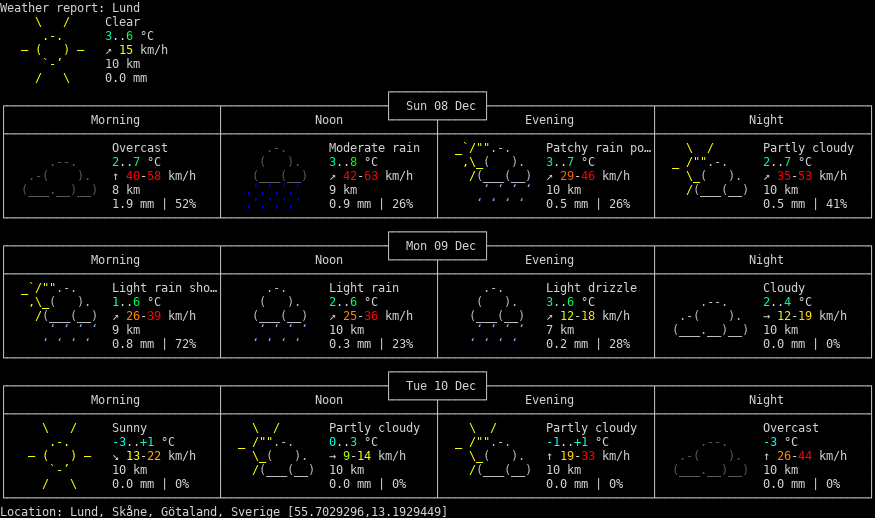 Weather report: Lund
Clear
3..6 °C
↗ 15 km/h
10 km
0.0 mm
Sun 08 Dec
Morning Noon Evening Night
Overcast Moderate rain Patchy rain po… Partly cloudy
2..7 °C 3..8 °C 3..7 °C 2..7 °C
↑ 40-58 km/h ↗ 42-63 km/h ↗ 29-46 km/h ↗ 35-53 km/h
8 km 9 km 10 km 10 km
1.9 mm | 52% 0.9 mm | 26% 0.5 mm | 26% 0.5 mm | 41%
Mon 09 Dec
Morning Noon Evening Night
Light rain sho… Light rain Light drizzle Cloudy
1..6 °C 2..6 °C 3..6 °C 2..4 °C
↗ 26-39 km/h ↗ 25-36 km/h ↗ 12-18 km/h → 12-19 km/h
9 km 10 km 7 km 10 km
0.8 mm | 72% 0.3 mm | 23% 0.2 mm | 28% 0.0 mm | 0%
Tue 10 Dec
Morning Noon Evening Night
Sunny Partly cloudy Partly cloudy Overcast
-3..+1 °C 0..3 °C -1..+1 °C -3 °C
↘ 13-22 km/h → 9-14 km/h ↑ 19-33 km/h ↑ 26-44 km/h
10 km 10 km 10 km 10 km
0.0 mm | 0% 0.0 mm | 0% 0.0 mm | 0% 0.0 mm | 0%
Location: Lund, Skåne, Götaland, Sverige [55.7029296,13.1929449]